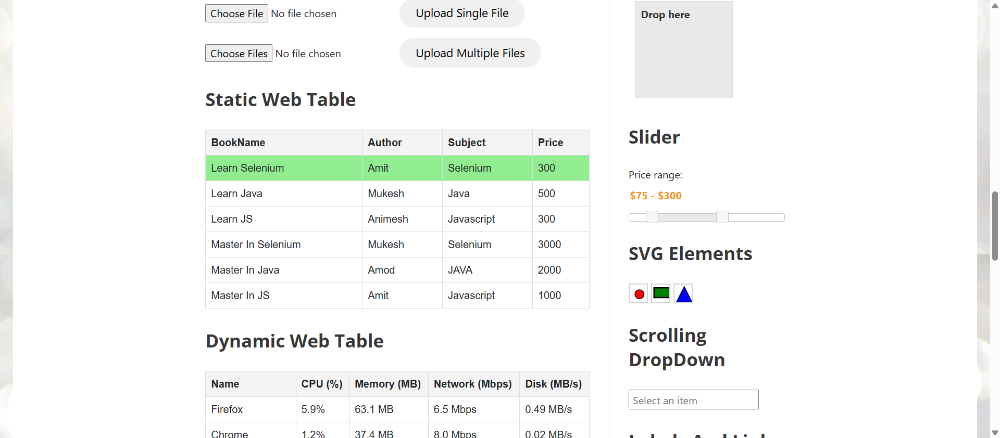 Choose File No file chosen Upload Single File
Choose Files No file chosen Upload Multiple Files
Static Web Table
BookName Author Subject Price
Learn Selenium Amit Selenium 300
Learn Java Mukesh Java 500
Learn JS Animesh Javascript 300
Master In Selenium Mukesh Selenium 3000
Master In Java Amod JAVA 2000
Master In JS Amit Javascript 1000
Dynamic Web Table
Name CPU (%) Memory (MB) Network (Mbps) Disk (MB/s)
Firefox 5.9% 63.1 MB 6.5 Mbps 0.49 MB/s
Chrome 1.2% 37.4 MB 8.0 Mbps 0.02 MB/s
Drop here
Slider
Price range:
$75 - $300
SVG Elements
Scrolling
DropDown
Select an item